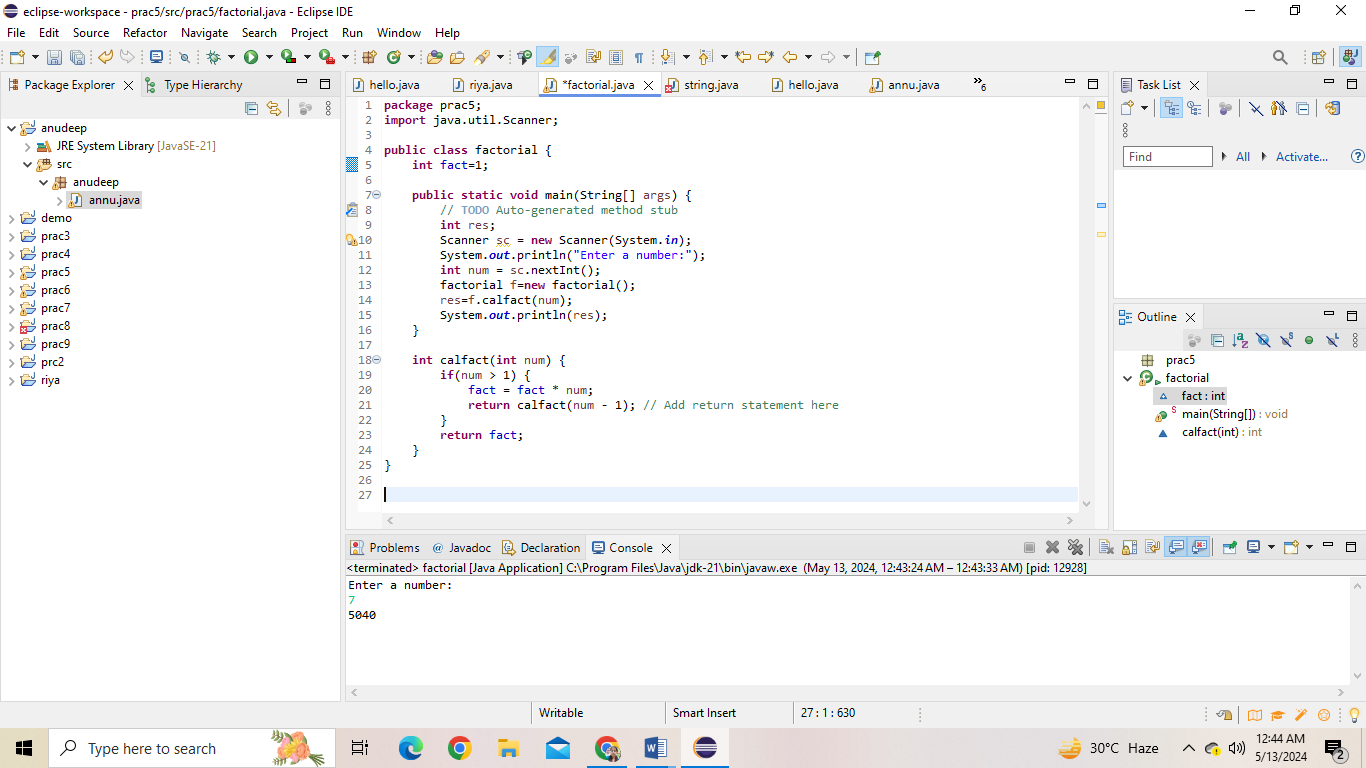 eclipse-workspace - prac5/src/prac5/factorial.java - Eclipse IDE
File Edit Source Refactor Navigate Search Project Run Window Help
Package Explorer Type Hierarchy
anudeep
JRE System Library [JavaSE-21]
src
anudeep
annu.java
demo
prac3
prac4
prac5
prac6
prac7
prac8
prac9
prc2
riya
hello.java riya.java *factorial.java string.java hello.java annu.java »6
1 package prac5;
2 import java.util.Scanner;
3
4 public class factorial {
5 int fact=1;
6
7 public static void main(String[] args) {
8 // TODO Auto-generated method stub
9 int res;
10 Scanner sc = new Scanner(System.in);
11 System.out.println("Enter a number:");
12 int num = sc.nextInt();
13 factorial f=new factorial();
14 res=f.calfact(num);
15 System.out.println(res);
16 }
17
18 int calfact(int num) {
19 if(num > 1) {
20 fact = fact * num;
21 return calfact(num - 1); // Add return statement here
22 }
23 return fact;
24 }
25 }
26
27
Task List
Find All Activate...
Outline
prac5
factorial
fact : int
main(String[]) : void
calfact(int) : int
Problems Javadoc Declaration Console
<terminated> factorial [Java Application] C:\Program Files\Java\jdk-21\bin\javaw.exe (May 13, 2024, 12:43:24 AM – 12:43:33 AM) [pid: 12928]
Enter a number:
7
5040
Writable Smart Insert 27 : 1 : 630
Type here to search
30°C Haze
12:44 AM
5/13/2024
2